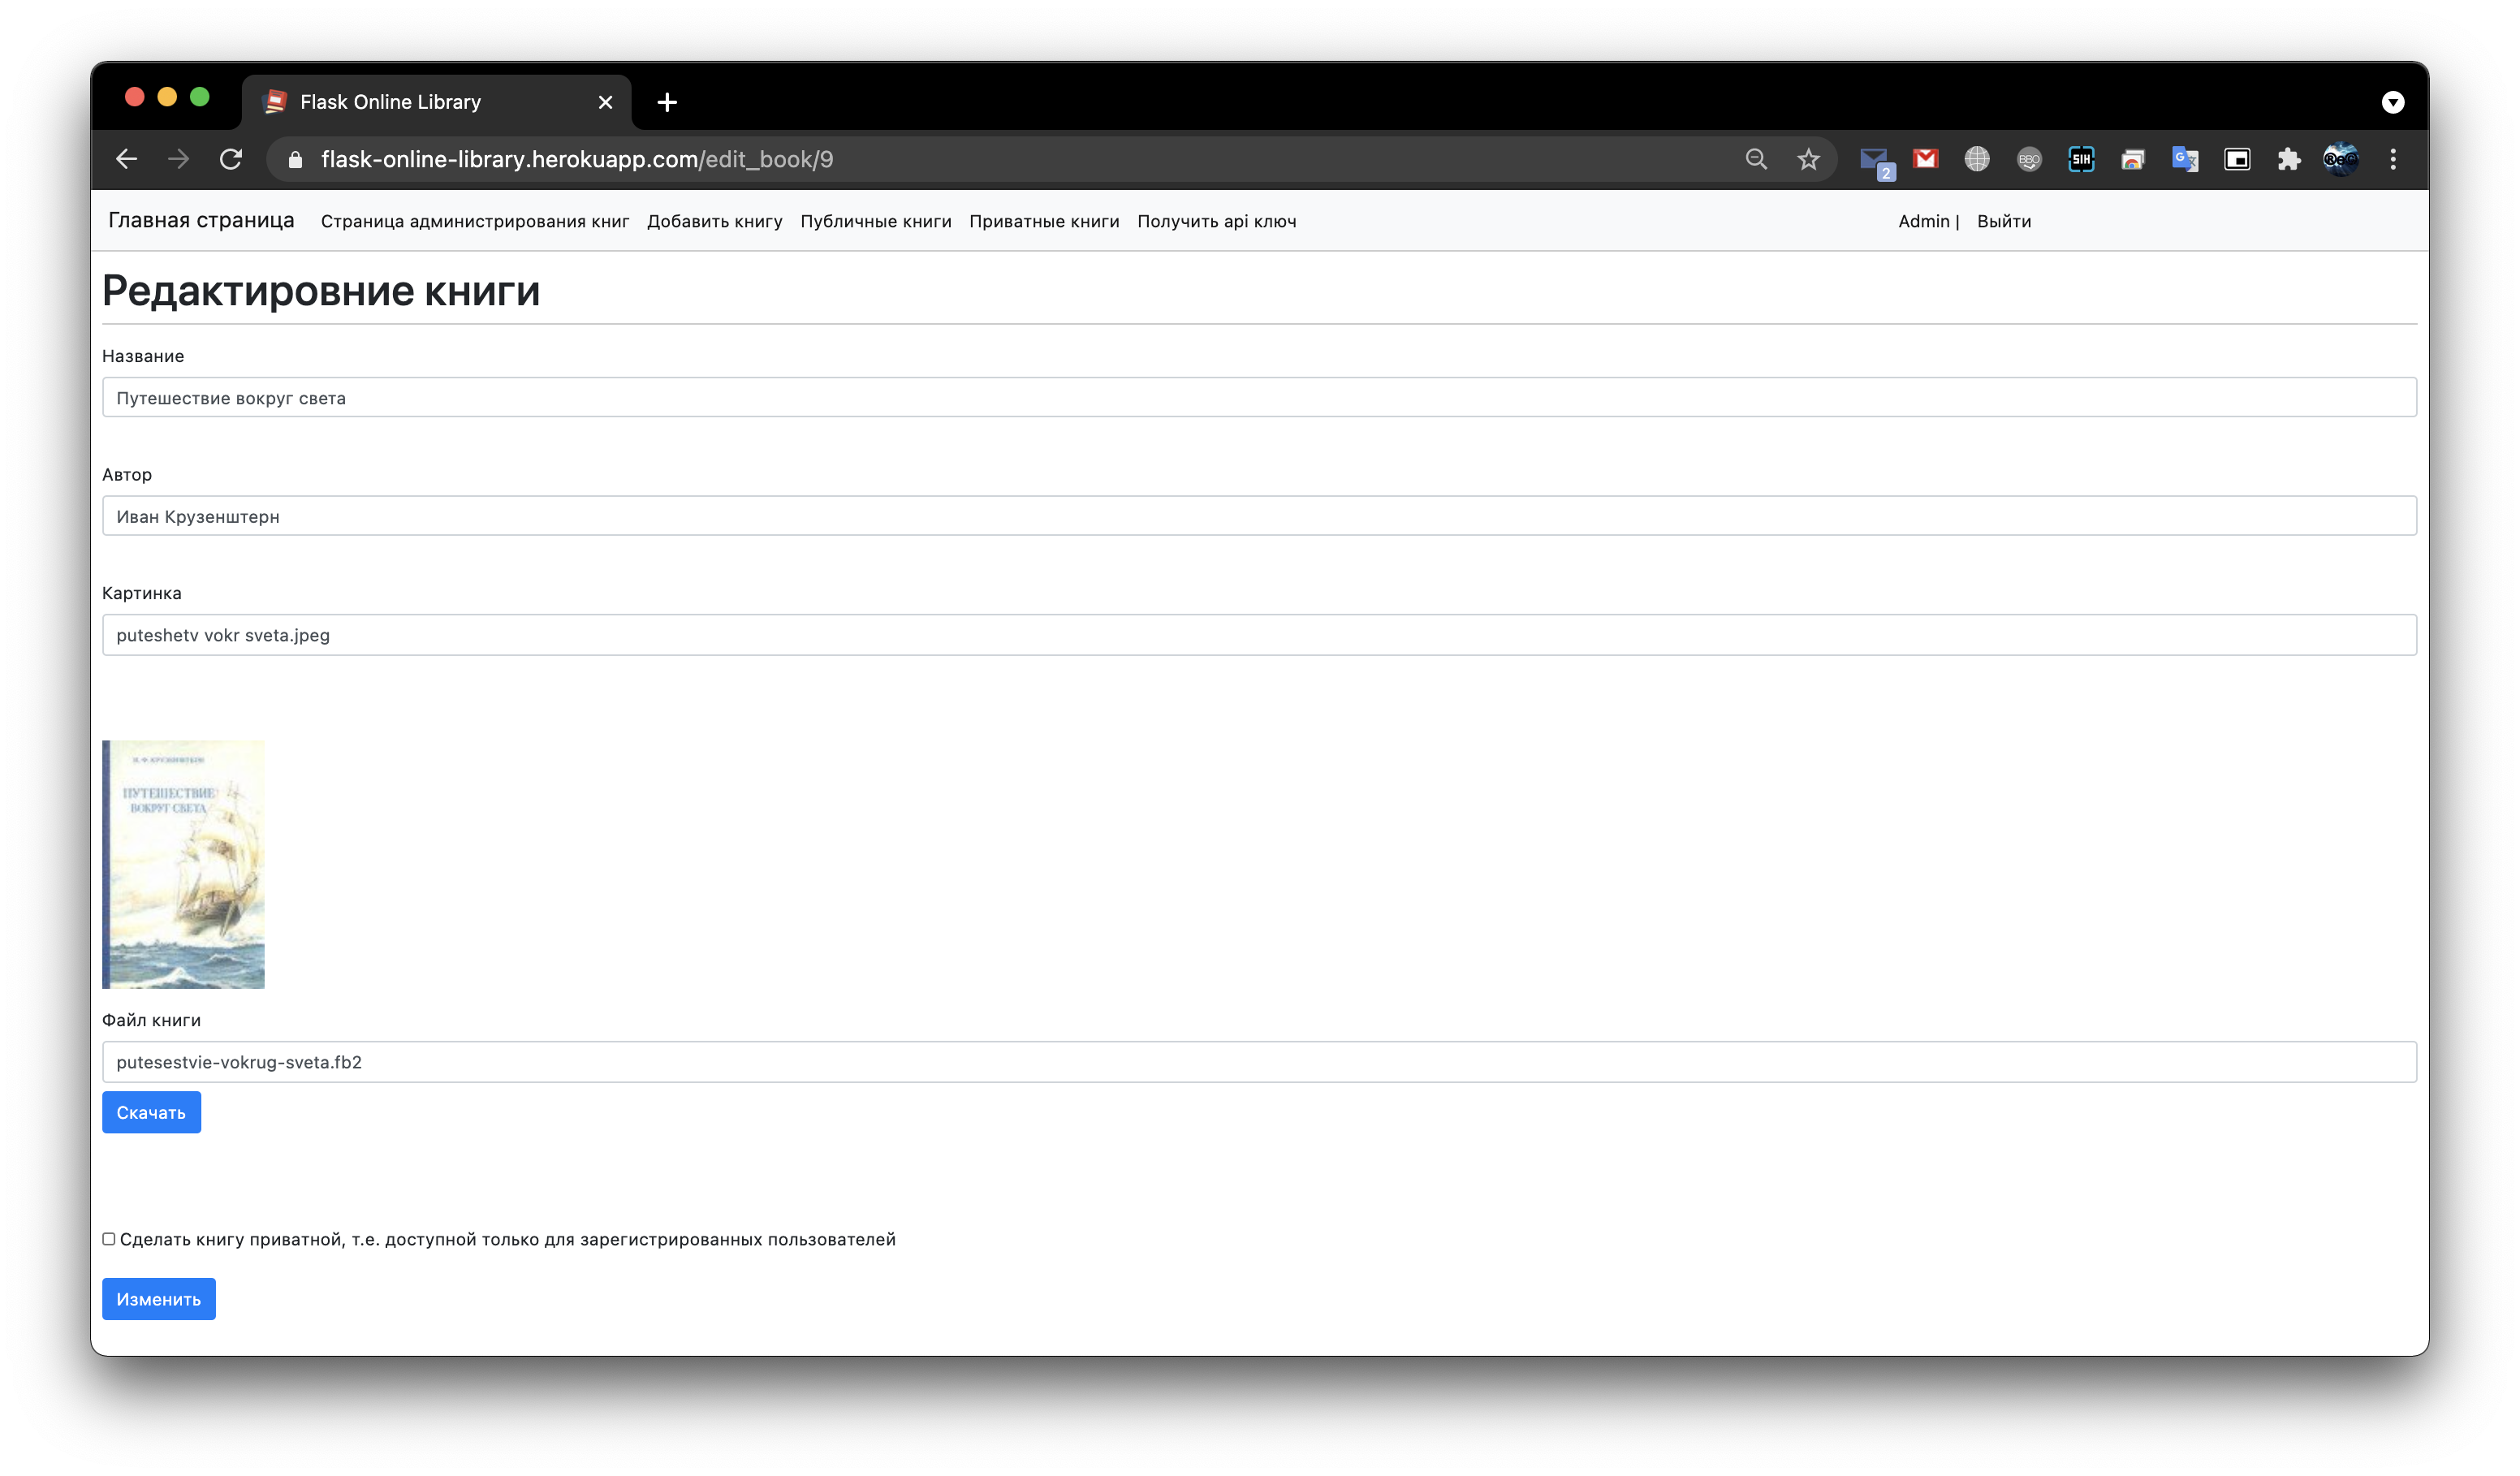 Flask Online Library
flask-online-library.herokuapp.com/edit_book/9
2
SIH
Главная страница Страница администрирования книг Добавить книгу Публичные книги Приватные книги Получить api ключ Admin | Выйти
Редактировние книги
Название
Путешествие вокруг света
Автор
Иван Крузенштерн
Картинка
puteshetv vokr sveta.jpeg
И. Ф. КРУЗЕНШТЕРН
ПУТЕШЕСТВИЕ
ВОКРУГ СВЕТА
Файл книги
putesestvie-vokrug-sveta.fb2
Скачать
Сделать книгу приватной, т.е. доступной только для зарегистрированных пользователей
Изменить